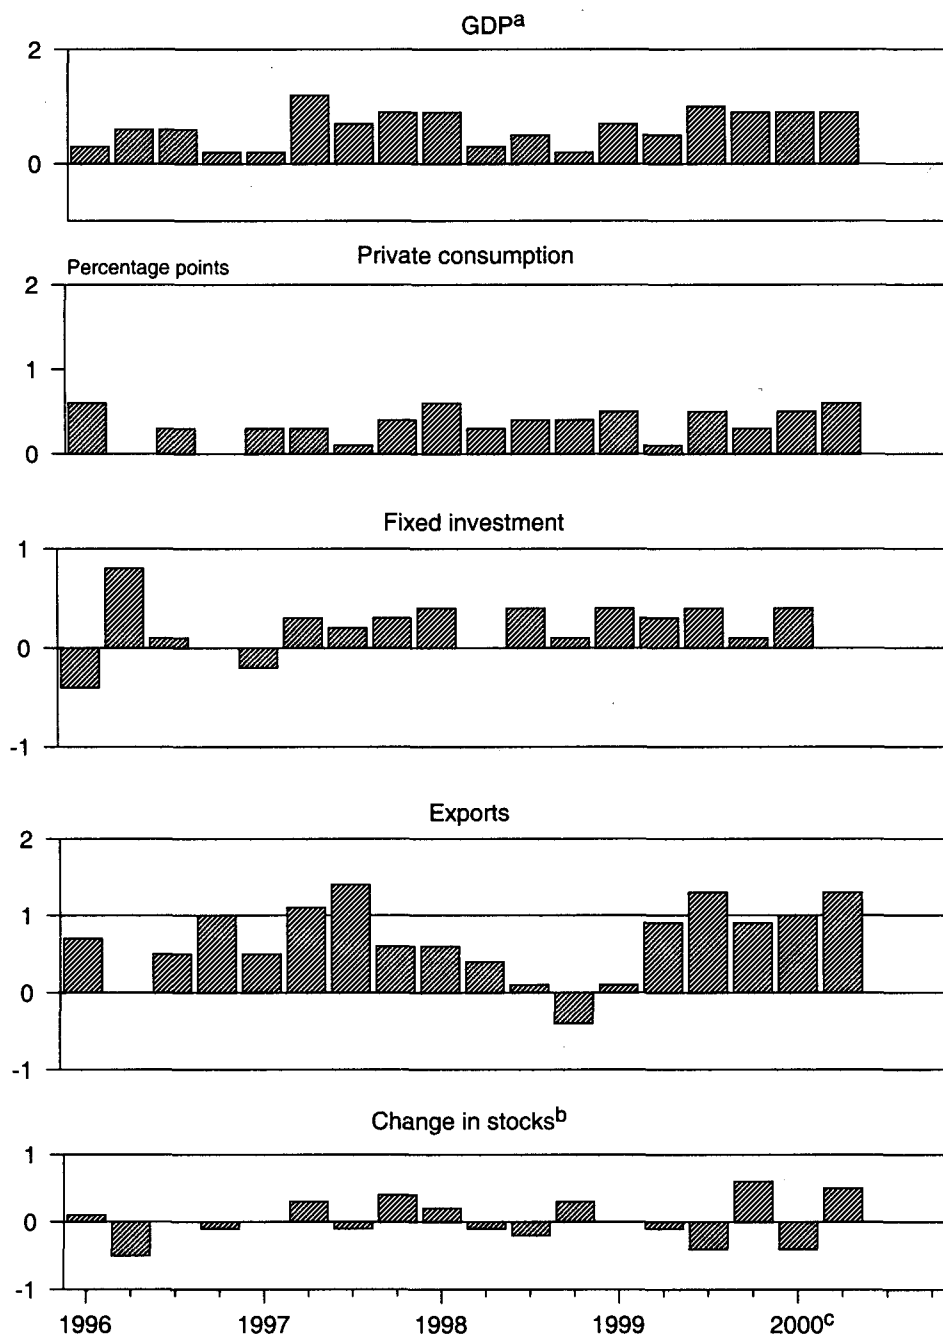 GDPa
2
0
Private consumption
Percentage points
2
1
0
Fixed investment
1
0
-1
Exports
2
1
0
-1
Change in stocksb
1
0
-1
1996 1997 1998 1999 2000c